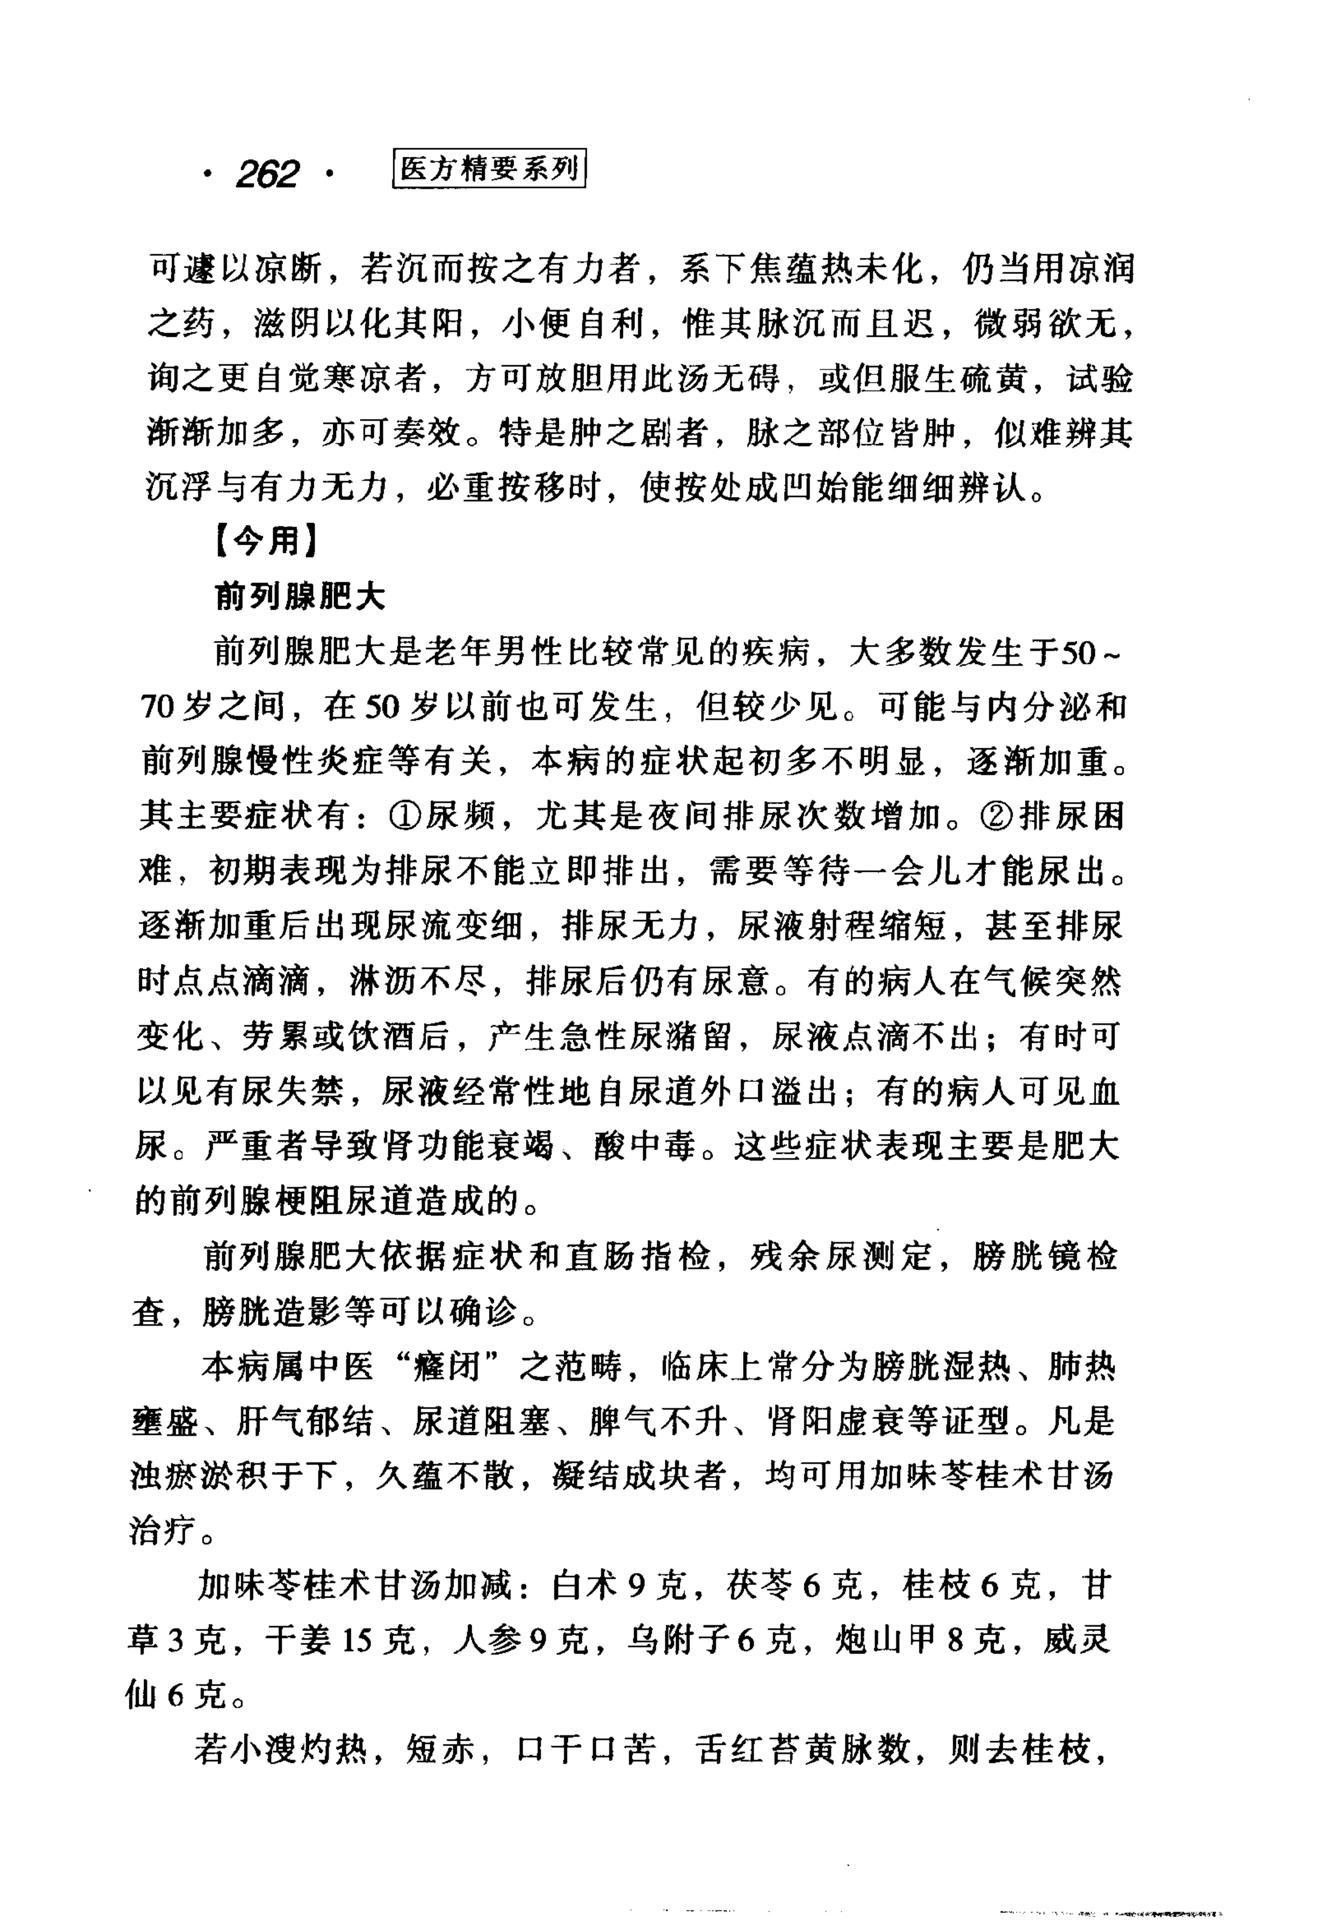 · 262 · 医方精要系列
可遽以凉断，若沉而按之有力者，系下焦蕴热未化，仍当用凉润
之药，滋阴以化其阳，小便自利，惟其脉沉而且迟，微弱欲无，
询之更自觉寒凉者，方可放胆用此汤无碍，或但服生硫黄，试验
渐渐加多，亦可奏效。特是肿之剧者，脉之部位皆肿，似难辨其
沉浮与有力无力，必重按移时，使按处成凹始能细细辨认。
【今用】
前列腺肥大
前列腺肥大是老年男性比较常见的疾病，大多数发生于50～
70岁之间，在50岁以前也可发生，但较少见。可能与内分泌和
前列腺慢性炎症等有关，本病的症状起初多不明显，逐渐加重。
其主要症状有：①尿频，尤其是夜间排尿次数增加。②排尿困
难，初期表现为排尿不能立即排出，需要等待一会儿才能尿出。
逐渐加重后出现尿流变细，排尿无力，尿液射程缩短，甚至排尿
时点点滴滴，淋沥不尽，排尿后仍有尿意。有的病人在气候突然
变化、劳累或饮酒后，产生急性尿潴留，尿液点滴不出；有时可
以见有尿失禁，尿液经常性地自尿道外口溢出；有的病人可见血
尿。严重者导致肾功能衰竭、酸中毒。这些症状表现主要是肥大
的前列腺梗阻尿道造成的。
前列腺肥大依据症状和直肠指检，残余尿测定，膀胱镜检
查，膀胱造影等可以确诊。
本病属中医“癃闭”之范畴，临床上常分为膀胱湿热、肺热
壅盛、肝气郁结、尿道阻塞、脾气不升、肾阳虚衰等证型。凡是
浊瘀淤积于下，久蕴不散，凝结成块者，均可用加味苓桂术甘汤
治疗。
加味苓桂术甘汤加减：白术9克，茯苓6克，桂枝6克，甘
草3克，干姜15克，人参9克，乌附子6克，炮山甲8克，威灵
仙6克。
若小溲灼热，短赤，口干口苦，舌红苔黄脉数，则去桂枝，